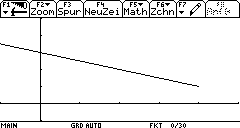 F1 F2 Zoom F3 Spur F4 NeuZei F5 Math F6 Zchn F7
MAIN GRD AUTO FKT 0/30